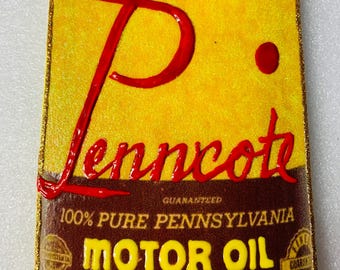 Penncote
GUARANTEED
100% PURE PENNSYLVANIA
MOTOR OIL